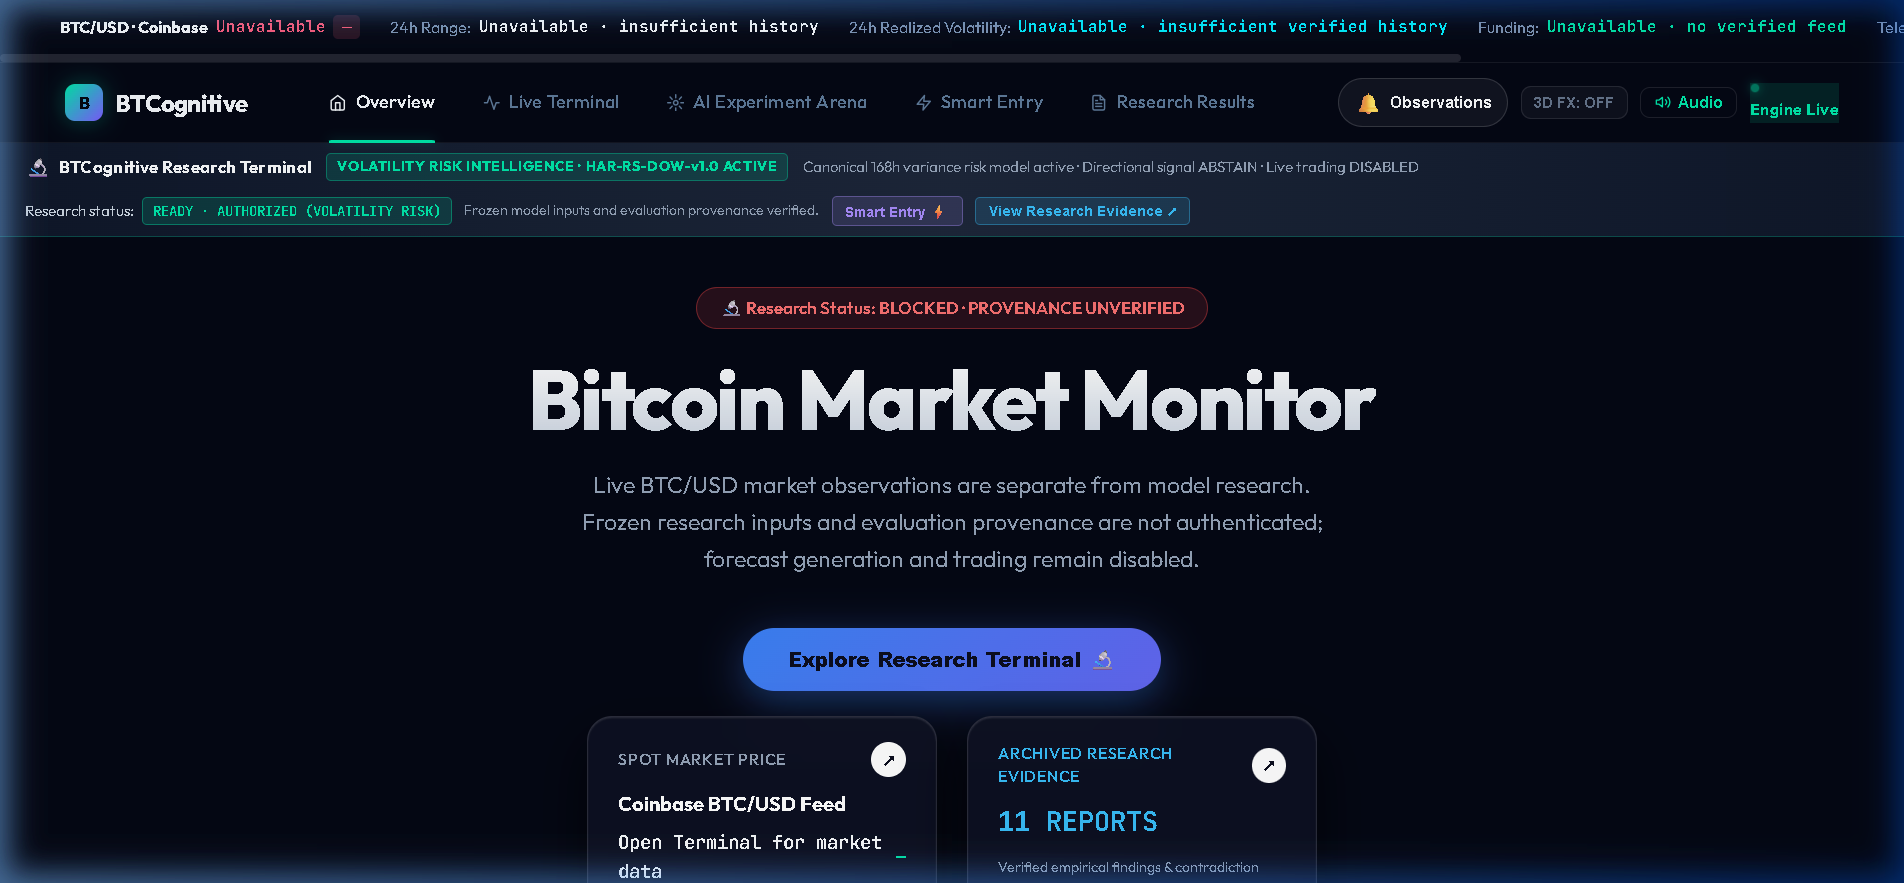 BTC/USD · Coinbase Unavailable — 24h Range: Unavailable · insufficient history 24h Realized Volatility: Unavailable · insufficient verified history Funding: Unavailable · no verified feed Tele
B BTCognitive Overview Live Terminal AI Experiment Arena Smart Entry Research Results Observations 3D FX: OFF Audio Engine Live
BTCognitive Research Terminal VOLATILITY RISK INTELLIGENCE · HAR-RS-DOW-v1.0 ACTIVE Canonical 168h variance risk model active · Directional signal ABSTAIN · Live trading DISABLED
Research status: READY · AUTHORIZED (VOLATILITY RISK) Frozen model inputs and evaluation provenance verified. Smart Entry View Research Evidence ↗
Research Status: BLOCKED · PROVENANCE UNVERIFIED
Bitcoin Market Monitor
Live BTC/USD market observations are separate from model research.
Frozen research inputs and evaluation provenance are not authenticated;
forecast generation and trading remain disabled.
Explore Research Terminal
SPOT MARKET PRICE ↗
Coinbase BTC/USD Feed
Open Terminal for market
data —
ARCHIVED RESEARCH
EVIDENCE ↗
11 REPORTS
Verified empirical findings & contradiction